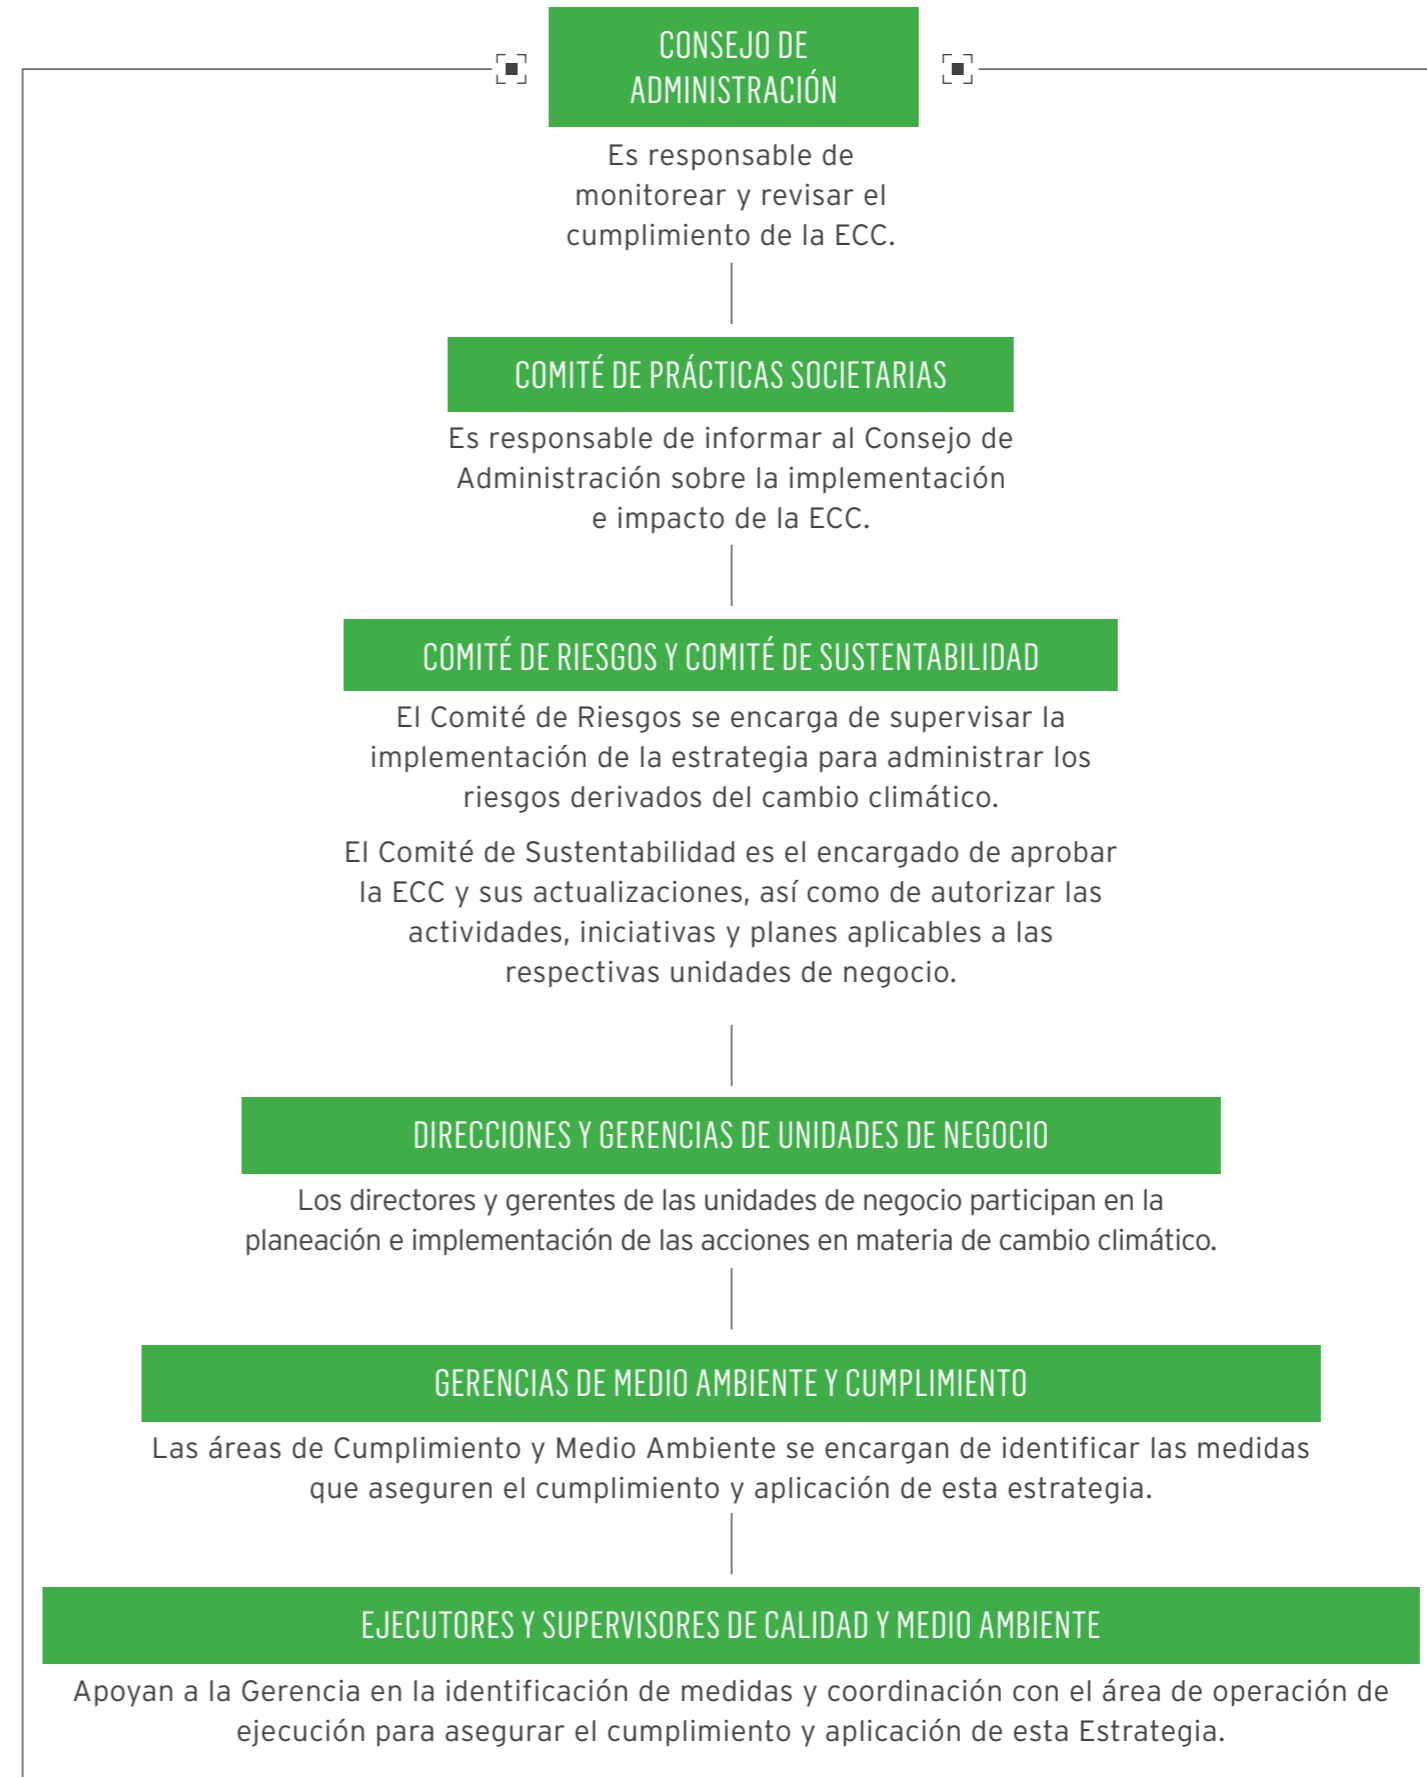 CONSEJO DE
ADMINISTRACIÓN
Es responsable de
monitorear y revisar el
cumplimiento de la ECC.
COMITÉ DE PRÁCTICAS SOCIETARIAS
Es responsable de informar al Consejo de
Administración sobre la implementación
e impacto de la ECC.
COMITÉ DE RIESGOS Y COMITÉ DE SUSTENTABILIDAD
El Comité de Riesgos se encarga de supervisar la
implementación de la estrategia para administrar los
riesgos derivados del cambio climático.
El Comité de Sustentabilidad es el encargado de aprobar
la ECC y sus actualizaciones, así como de autorizar las
actividades, iniciativas y planes aplicables a las
respectivas unidades de negocio.
DIRECCIONES Y GERENCIAS DE UNIDADES DE NEGOCIO
Los directores y gerentes de las unidades de negocio participan en la
planeación e implementación de las acciones en materia de cambio climático.
GERENCIAS DE MEDIO AMBIENTE Y CUMPLIMIENTO
Las áreas de Cumplimiento y Medio Ambiente se encargan de identificar las medidas
que aseguren el cumplimiento y aplicación de esta estrategia.
EJECUTORES Y SUPERVISORES DE CALIDAD Y MEDIO AMBIENTE
Apoyan a la Gerencia en la identificación de medidas y coordinación con el área de operación de
ejecución para asegurar el cumplimiento y aplicación de esta Estrategia.